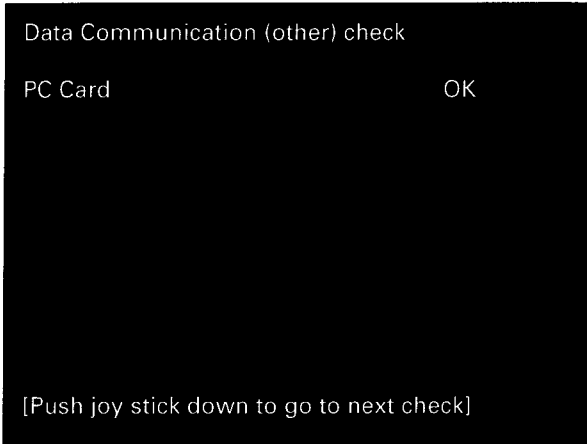 Data Communication (other) check
PC Card OK
[Push joy stick down to go to next check]